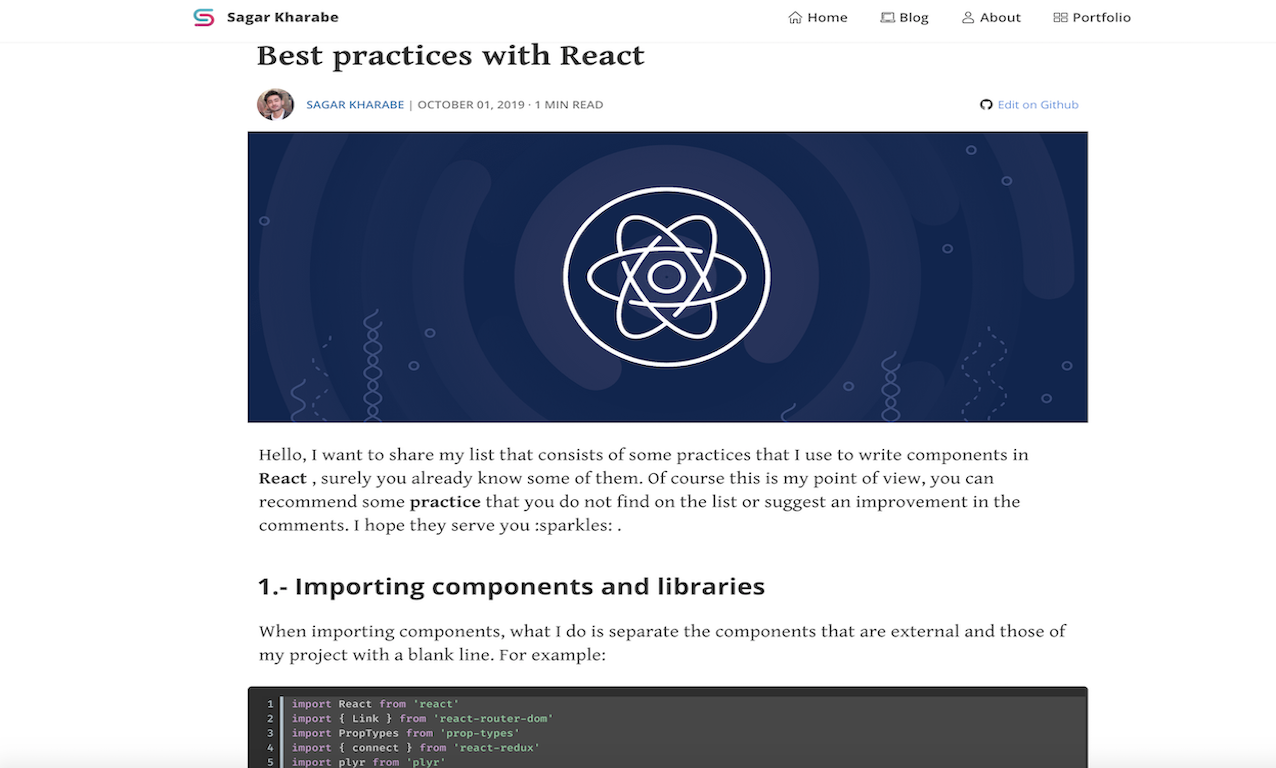 Sagar Kharabe
Home
Blog
About
Portfolio
Best practices with React
SAGAR KHARABE | OCTOBER 01, 2019 · 1 MIN READ
Edit on Github
Hello, I want to share my list that consists of some practices that I use to write components in
React , surely you already know some of them. Of course this is my point of view, you can
recommend some practice that you do not find on the list or suggest an improvement in the
comments. I hope they serve you :sparkles: .
1.- Importing components and libraries
When importing components, what I do is separate the components that are external and those of
my project with a blank line. For example:
1 import React from 'react'
2 import { Link } from 'react-router-dom'
3 import PropTypes from 'prop-types'
4 import { connect } from 'react-redux'
5 import plyr from 'plyr'